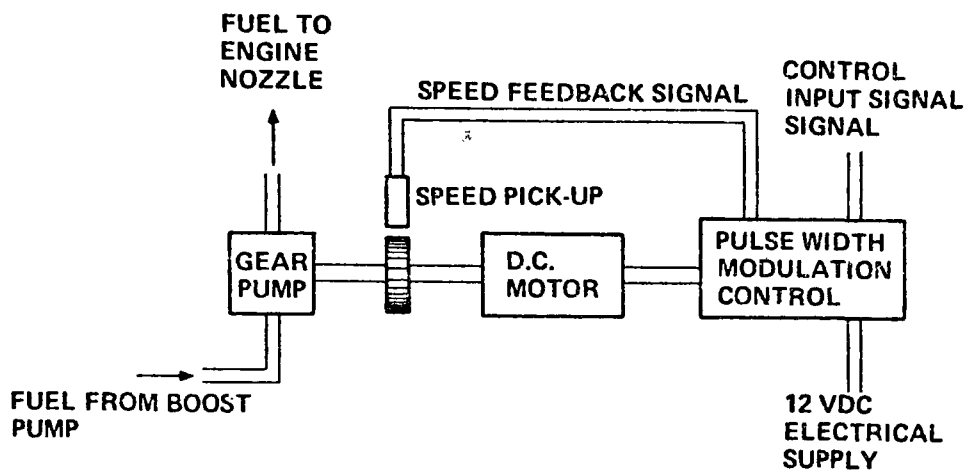 FUEL TO
ENGINE
NOZZLE
SPEED FEEDBACK SIGNAL
CONTROL
INPUT SIGNAL
SIGNAL
SPEED PICK-UP
GEAR
PUMP
D.C.
MOTOR
PULSE WIDTH
MODULATION
CONTROL
FUEL FROM BOOST
PUMP
12 VDC
ELECTRICAL
SUPPLY